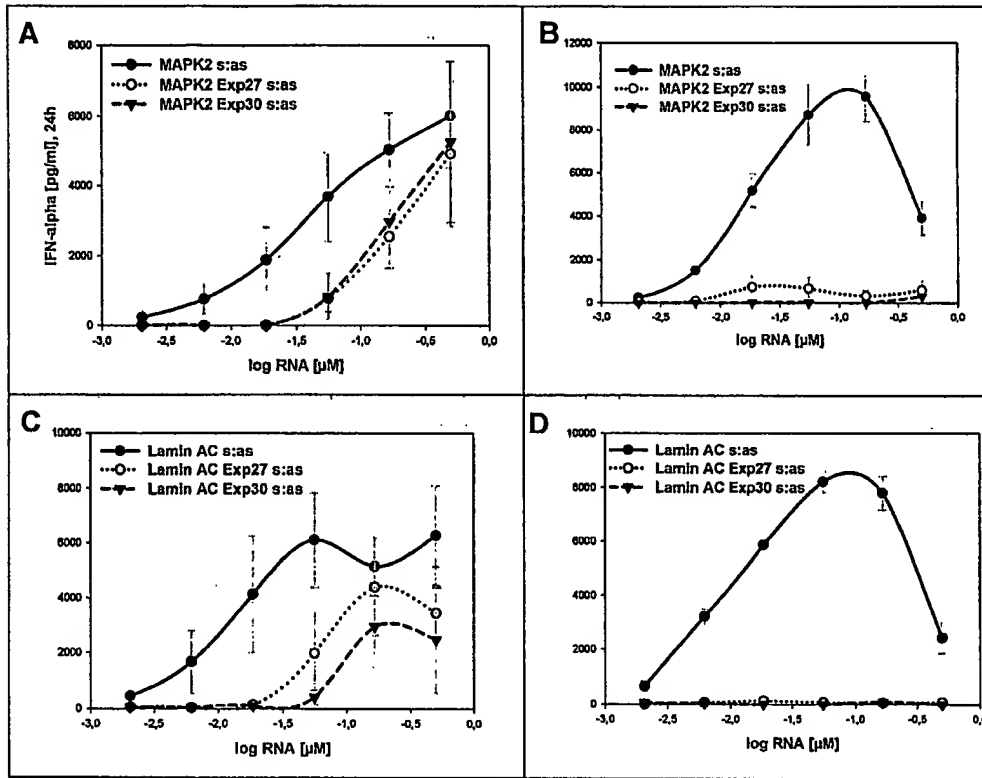 A
MAPK2 s:as
MAPK2 Exp27 s:as
MAPK2 Exp30 s:as
IFN-alpha [pg/ml], 24h
8000
6000
4000
2000
0
-3,0 -2,5 -2,0 -1,5 -1,0 -0,5 0,0
log RNA [µM]
B
MAPK2 s:as
MAPK2 Exp27 s:as
MAPK2 Exp30 s:as
12000
10000
8000
6000
4000
2000
0
-3,0 -2,5 -2,0 -1,5 -1,0 -0,5 0,0
log RNA [µM]
C
Lamin AC s:as
Lamin AC Exp27 s:as
Lamin AC Exp30 s:as
10000
8000
6000
4000
2000
0
-3,0 -2,5 -2,0 -1,5 -1,0 -0,5 0,0
log RNA [µM]
D
Lamin AC s:as
Lamin AC Exp27 s:as
Lamin AC Exp30 s:as
10000
8000
6000
4000
2000
0
-3,0 -2,5 -2,0 -1,5 -1,0 -0,5 0,0
log RNA [µM]